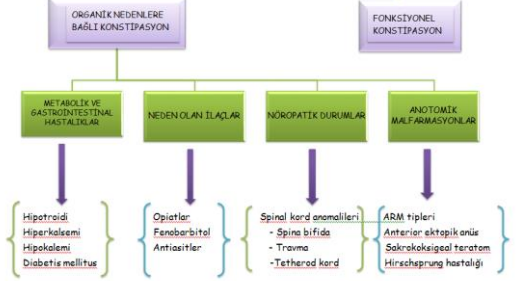 ORGANİK NEDENLERE
BAĞLI KONSTİPASYON
FONKSİYONEL
KONSTİPASYON
METABOLİK VE
GASTROİNTESTİNAL
HASTALIKLAR
NEDEN OLAN İLAÇLAR
NÖROPATİK DURUMLAR
ANOTOMİK
MALFARMASYONLAR
Hipotroidi
Hiperkalsemi
Hipokalemi
Diabetis mellitus
Opiatlar
Fenobarbitol
Antiasitler
Spinal kord anomalileri
- Spina bifida
- Travma
-Tetherod kord
ARM tipleri
Anterior ektopik anüs
Sakrokoksigeal teratom
Hirschsprung hastalığı